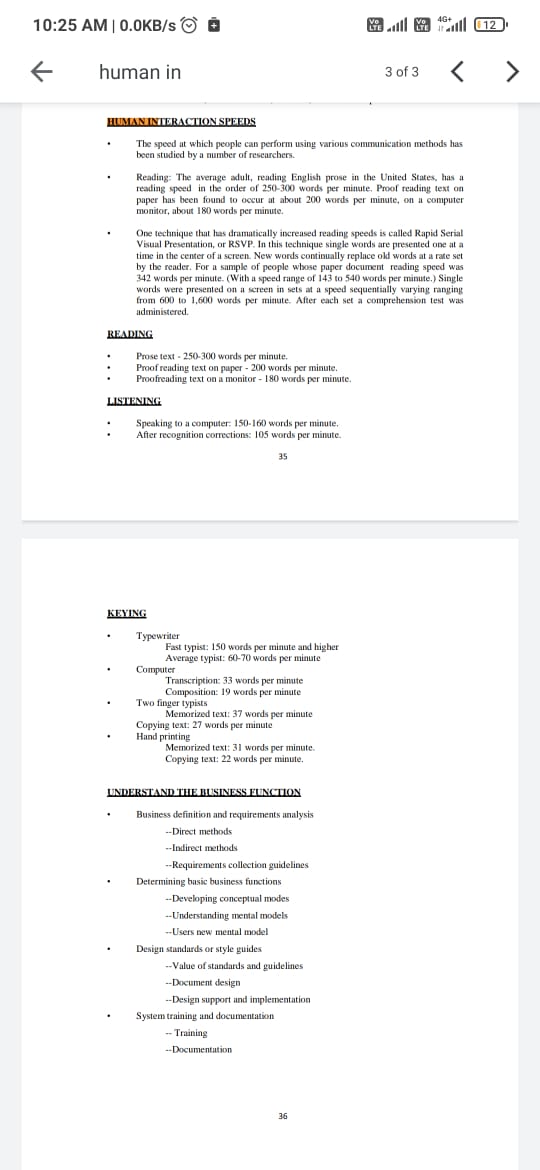 10:25 AM | 0.0KB/s
Vo LTE Vo LTE 4G+ 12
human in 3 of 3
HUMAN INTERACTION SPEEDS
• The speed at which people can perform using various communication methods has
been studied by a number of researchers.
• Reading: The average adult, reading English prose in the United States, has a
reading speed in the order of 250-300 words per minute. Proof reading text on
paper has been found to occur at about 200 words per minute, on a computer
monitor, about 180 words per minute.
• One technique that has dramatically increased reading speeds is called Rapid Serial
Visual Presentation, or RSVP. In this technique single words are presented one at a
time in the center of a screen. New words continually replace old words at a rate set
by the reader. For a sample of people whose paper document reading speed was
342 words per minute. (With a speed range of 143 to 540 words per minute.) Single
words were presented on a screen in sets at a speed sequentially varying ranging
from 600 to 1,600 words per minute. After each set a comprehension test was
administered.
READING
• Prose text - 250-300 words per minute.
• Proof reading text on paper - 200 words per minute.
• Proofreading text on a monitor - 180 words per minute.
LISTENING
• Speaking to a computer: 150-160 words per minute.
• After recognition corrections: 105 words per minute.
35
KEYING
• Typewriter
Fast typist: 150 words per minute and higher
Average typist: 60-70 words per minute
• Computer
Transcription: 33 words per minute
Composition: 19 words per minute
• Two finger typists
Memorized text: 37 words per minute
Copying text: 27 words per minute
• Hand printing
Memorized text: 31 words per minute.
Copying text: 22 words per minute.
UNDERSTAND THE BUSINESS FUNCTION
• Business definition and requirements analysis
--Direct methods
--Indirect methods
--Requirements collection guidelines
• Determining basic business functions
--Developing conceptual modes
--Understanding mental models
--Users new mental model
• Design standards or style guides
--Value of standards and guidelines
--Document design
--Design support and implementation
• System training and documentation
-- Training
--Documentation
36